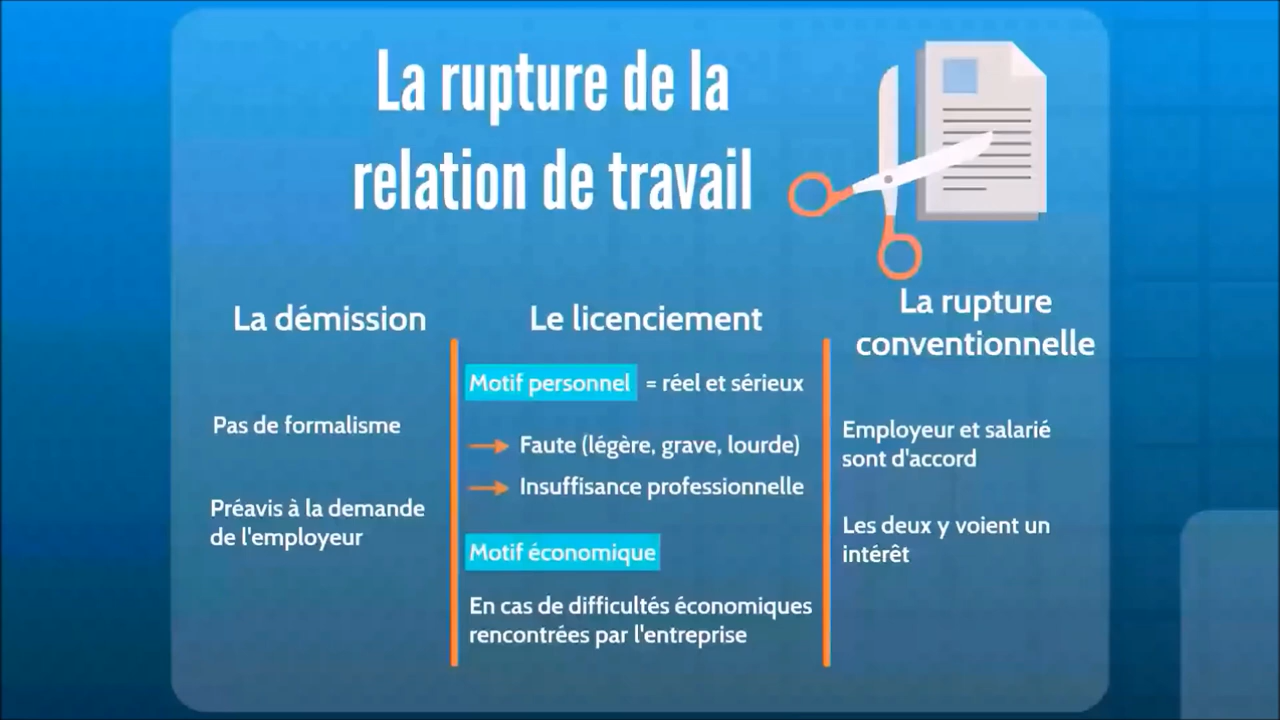 La rupture de la
relation de travail
La démission
Pas de formalisme
Préavis à la demande
de l'employeur
Le licenciement
Motif personnel = réel et sérieux
Faute (légère, grave, lourde)
Insuffisance professionnelle
Motif économique
En cas de difficultés économiques
rencontrées par l'entreprise
La rupture
conventionnelle
Employeur et salarié
sont d'accord
Les deux y voient un
intérêt